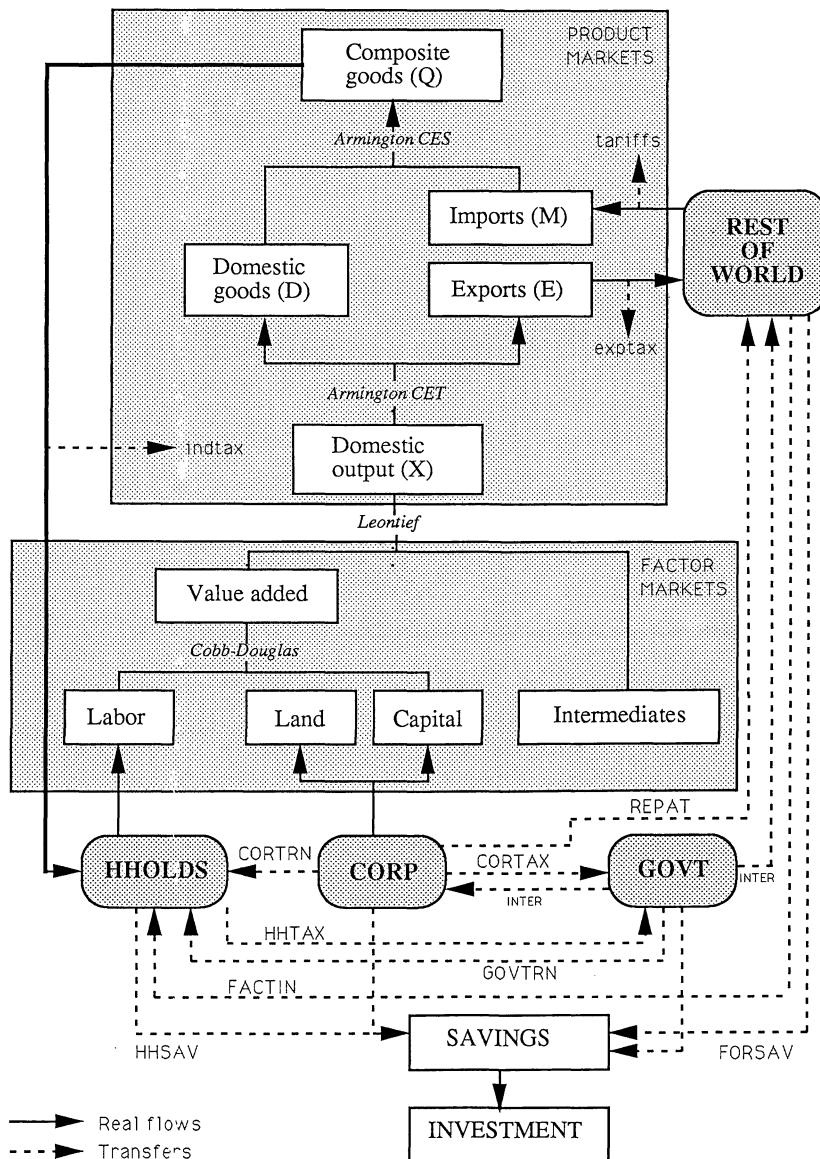 PRODUCT
MARKETS
Composite
goods (Q)
Armington CES
tariffs
Imports (M)
REST
OF
WORLD
Domestic
goods (D)
Exports (E)
exptax
Armington CET
indtax
Domestic
output (X)
Leontief
FACTOR
MARKETS
Value added
Cobb-Douglas
Labor
Land
Capital
Intermediates
REPAT
HHOLDS
CORTRN
CORP
CORTAX
INTER
GOVT
INTER
HHTAX
GOVTRN
FACTIN
HHSAV
SAVINGS
FORSAV
INVESTMENT
Real flows
Transfers